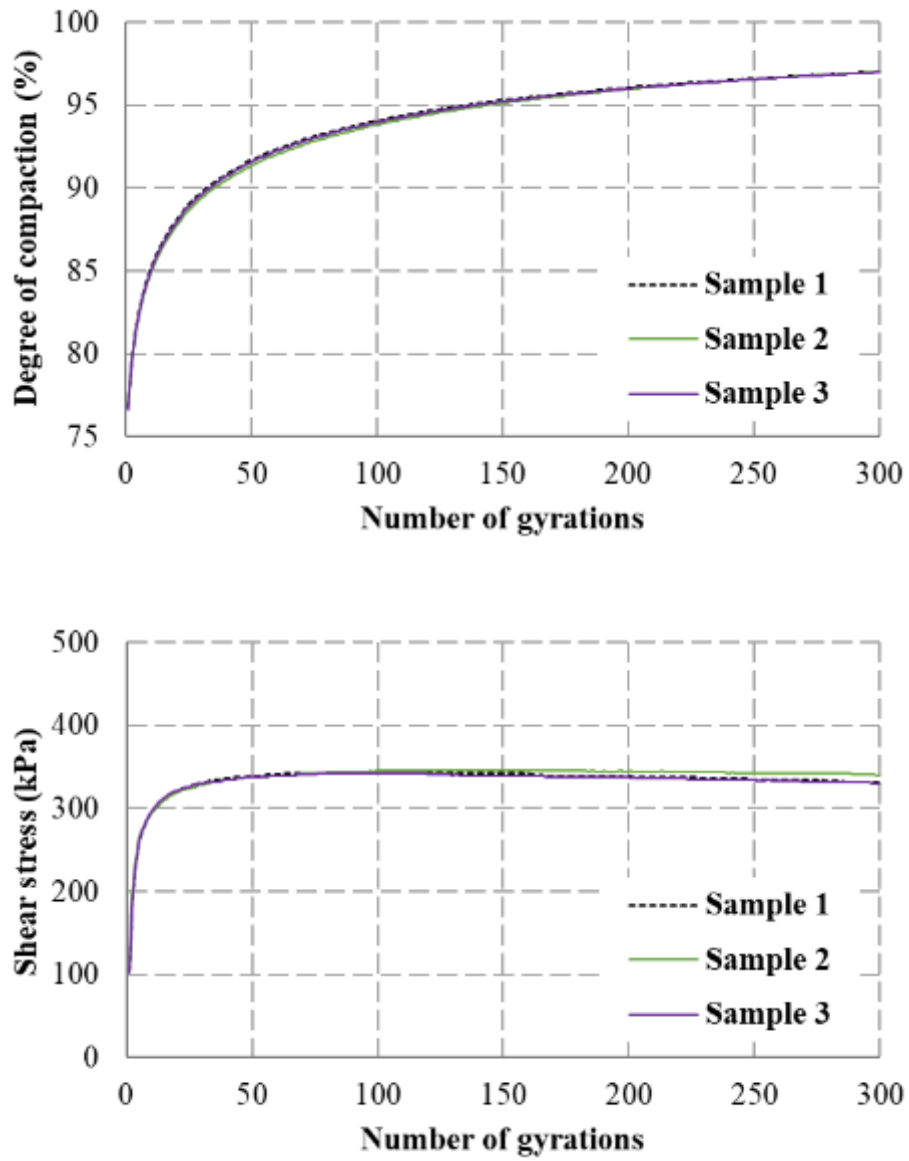 100
95
90
85
80
75
Degree of compaction (%)
Sample 1
Sample 2
Sample 3
0 50 100 150 200 250 300
Number of gyrations
500
400
300
200
100
0
Shear stress (kPa)
Sample 1
Sample 2
Sample 3
0 50 100 150 200 250 300
Number of gyrations